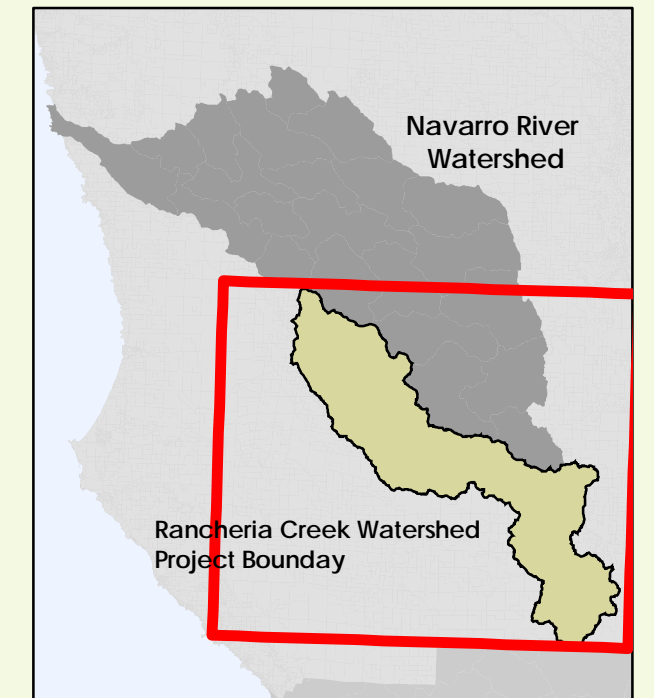 Navarro River
Watershed
Rancheria Creek Watershed
Project Bounday